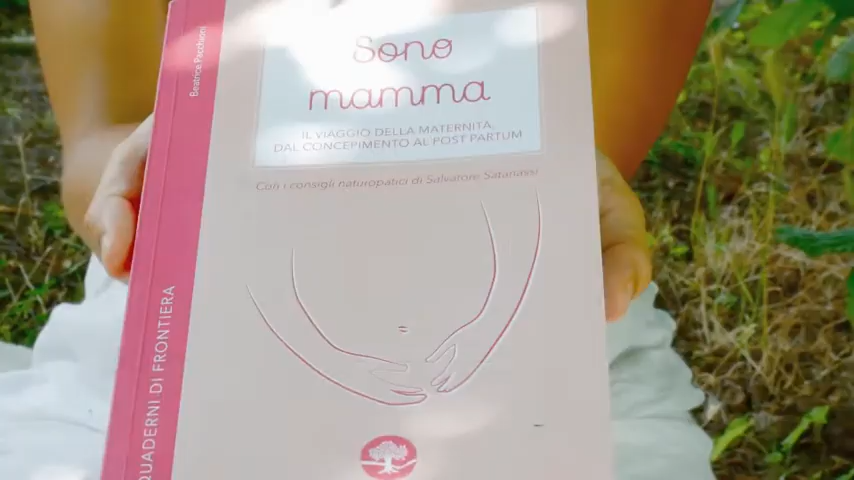 Beatrice Pacchioni
Sono
mamma
IL VIAGGIO DELLA MATERNITÀ,
DAL CONCEPIMENTO AL POST PARTUM
Con i consigli naturopatici di Salvatore Satanassi
QUADERNI DI FRONTIERA